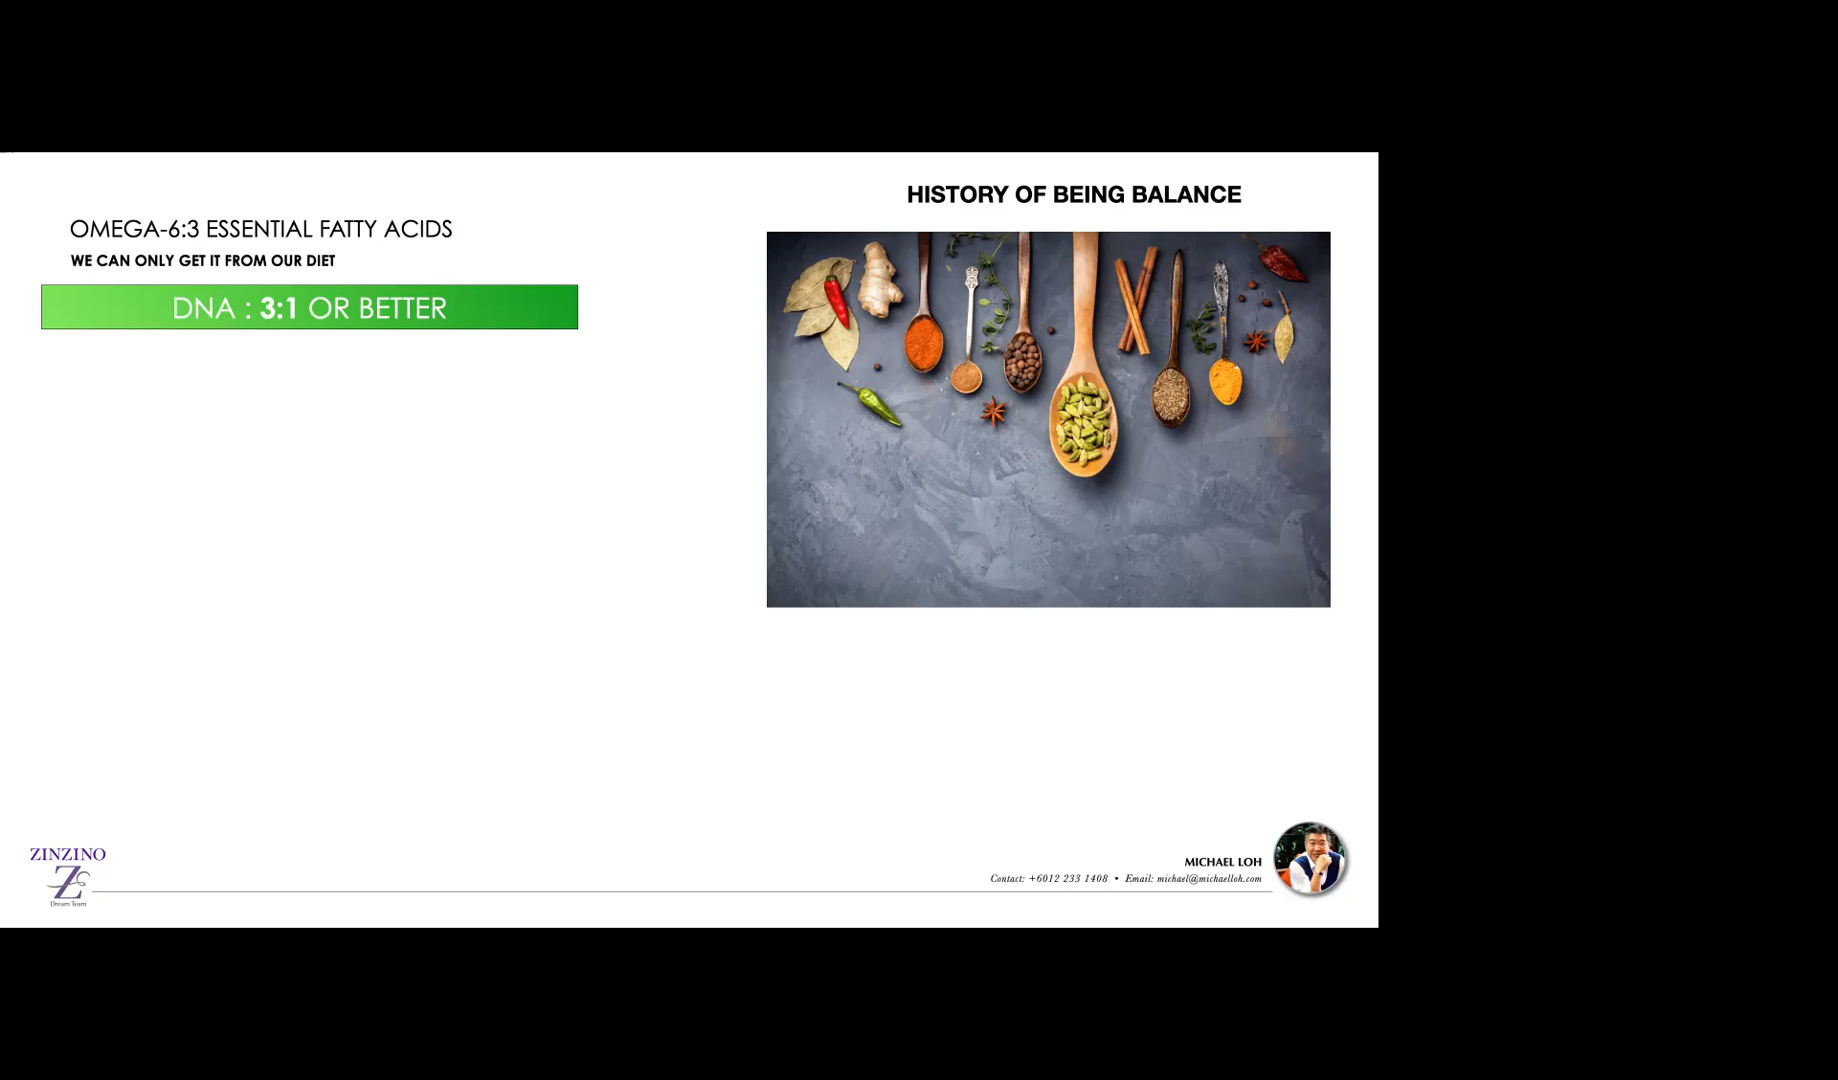 HISTORY OF BEING BALANCE
OMEGA-6:3 ESSENTIAL FATTY ACIDS
WE CAN ONLY GET IT FROM OUR DIET
DNA : 3:1 OR BETTER
ZINZINO
Dream Team
MICHAEL LOH
Contact: +6012 233 1408 • Email: michael@michaelloh.com